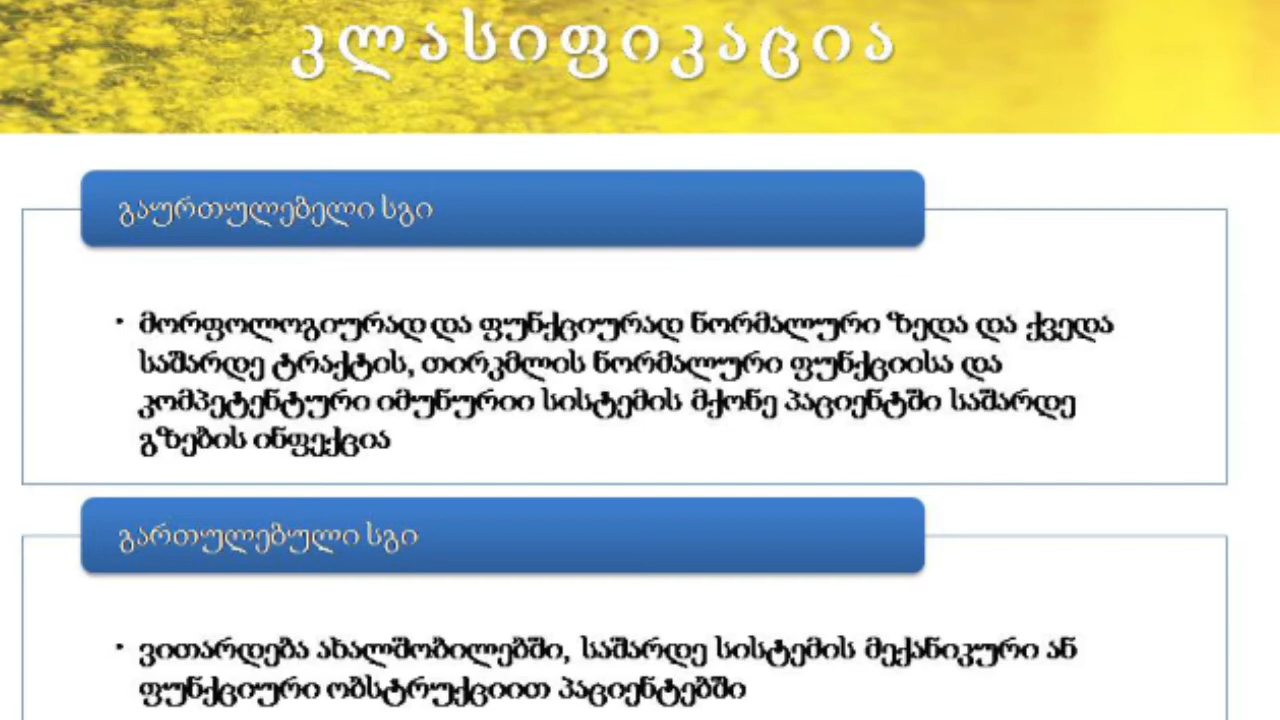 კლასიფიკაცია
გაურთულებელი სგი
• მორფოლოგიურად და ფუნქციურად ნორმალური ზედა და ქვედა
საშარდე ტრაქტის, თირკმლის ნორმალური ფუნქციისა და
კომპეტენტური იმუნურიი სისტემის მქონე პაციენტში საშარდე
გზების ინფექცია
გართულებული სგი
• ვითარდება ახალშობილებში, საშარდე სისტემის მექანიკური ან
ფუნქციური ობსტრუქციით პაციენტებში